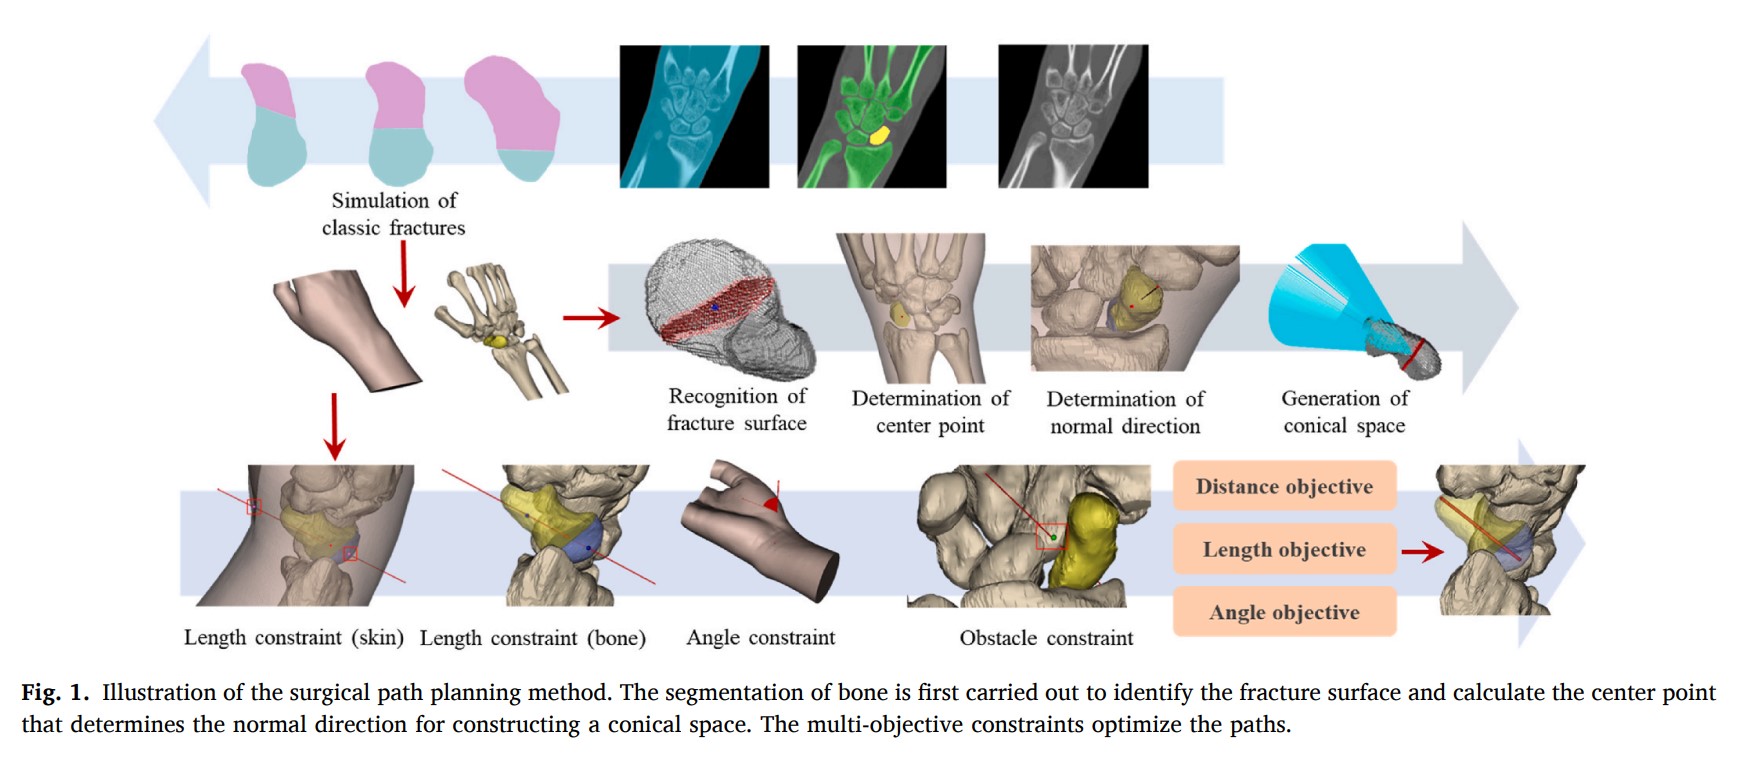 Simulation of
classic fractures
Recognition of
fracture surface
Determination of
center point
Determination of
normal direction
Generation of
conical space
Distance objective
Length objective
Angle objective
Length constraint (skin)
Length constraint (bone)
Angle constraint
Obstacle constraint
Fig. 1. Illustration of the surgical path planning method. The segmentation of bone is first carried out to identify the fracture surface and calculate the center point
that determines the normal direction for constructing a conical space. The multi-objective constraints optimize the paths.